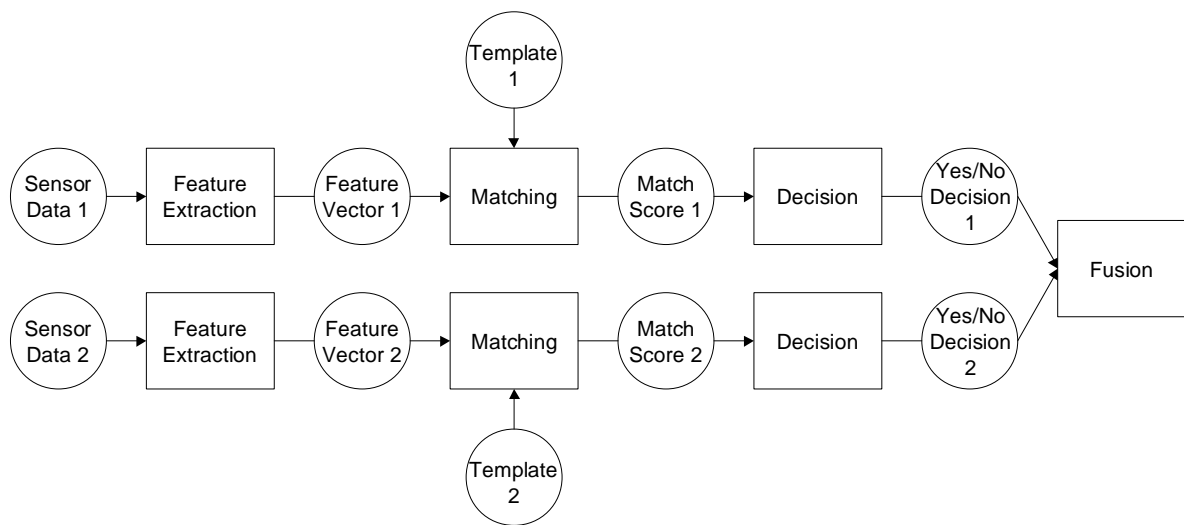 Template
1
Sensor
Data 1
Feature
Extraction
Feature
Vector 1
Matching
Match
Score 1
Decision
Yes/No
Decision
1
Fusion
Sensor
Data 2
Feature
Extraction
Feature
Vector 2
Matching
Match
Score 2
Decision
Yes/No
Decision
2
Template
2